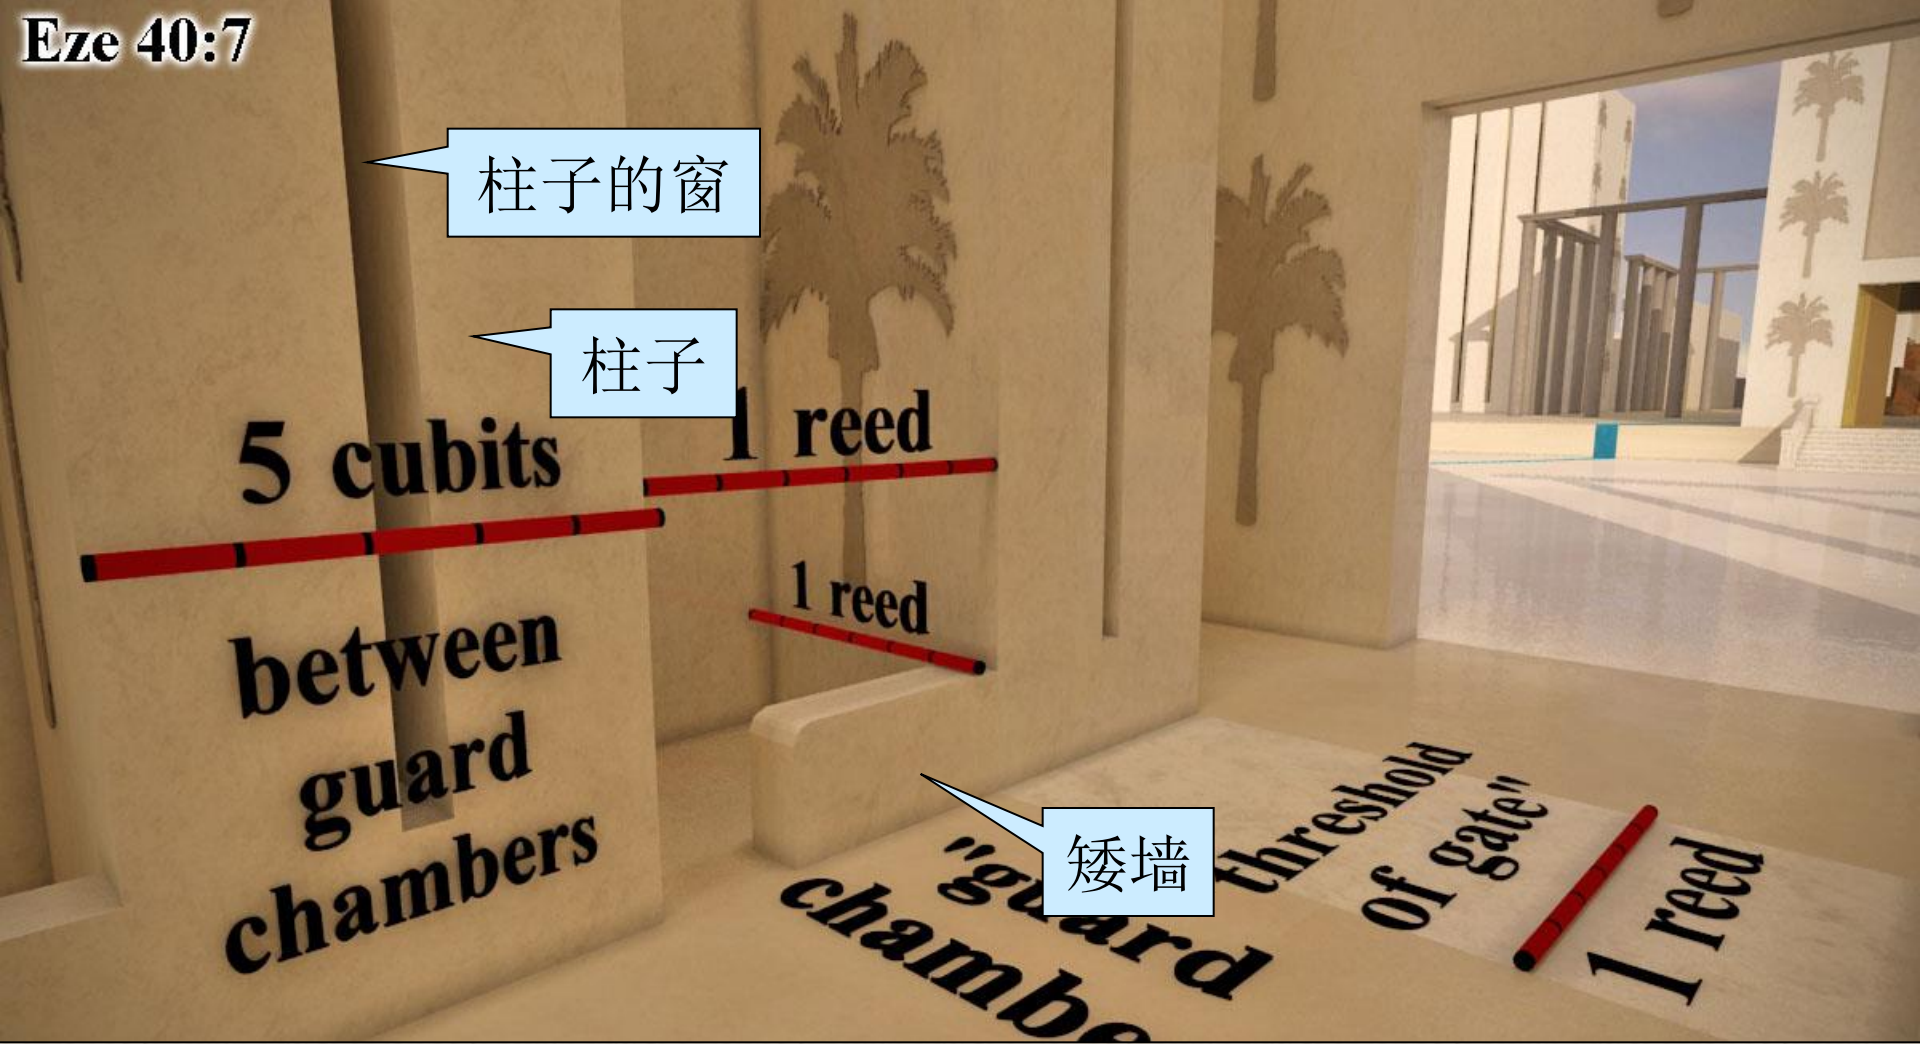 Eze 40:7
柱子的窗
柱子
5 cubits
1 reed
between
guard
chambers
1 reed
矮墙
"guard
chambe
threshold
of gate"
1 reed